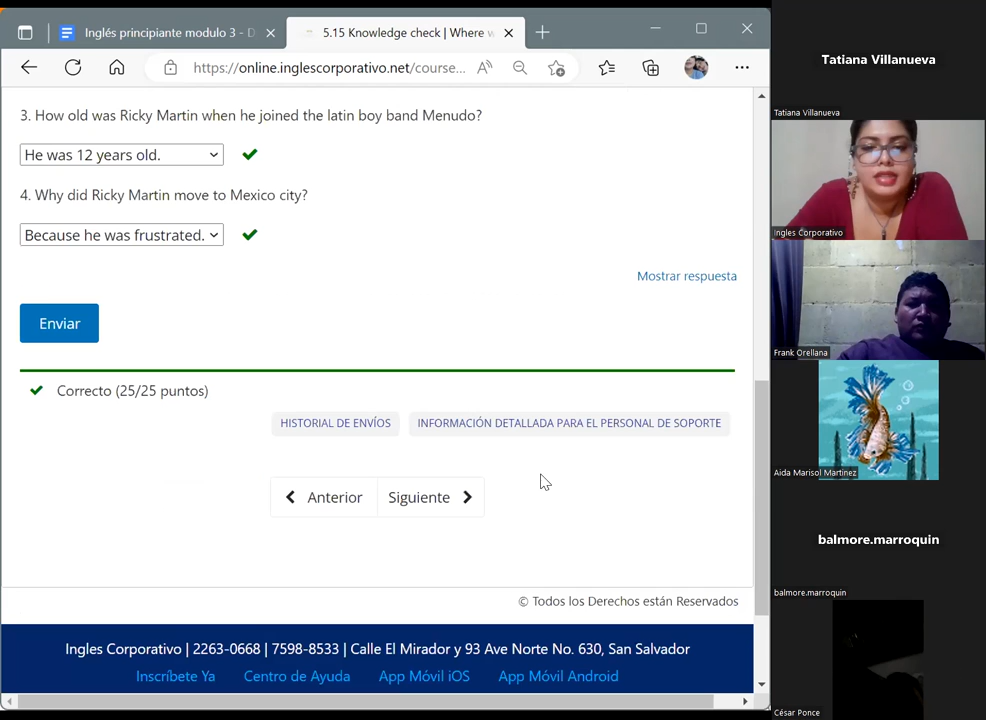 Inglés principiante modulo 3 - D
5.15 Knowledge check | Where w
https://online.inglescorporativo.net/course...
3. How old was Ricky Martin when he joined the latin boy band Menudo?
He was 12 years old.
4. Why did Ricky Martin move to Mexico city?
Because he was frustrated.
Mostrar respuesta
Enviar
Correcto (25/25 puntos)
HISTORIAL DE ENVÍOS
INFORMACIÓN DETALLADA PARA EL PERSONAL DE SOPORTE
Anterior
Siguiente
© Todos los Derechos están Reservados
Ingles Corporativo | 2263-0668 | 7598-8533 | Calle El Mirador y 93 Ave Norte No. 630, San Salvador
Inscríbete Ya
Centro de Ayuda
App Móvil iOS
App Móvil Android
Tatiana Villanueva
Tatiana Villanueva
Ingles Corporativo
Frank Orellana
Aida Marisol Martinez
balmore.marroquin
balmore.marroquin
César Ponce